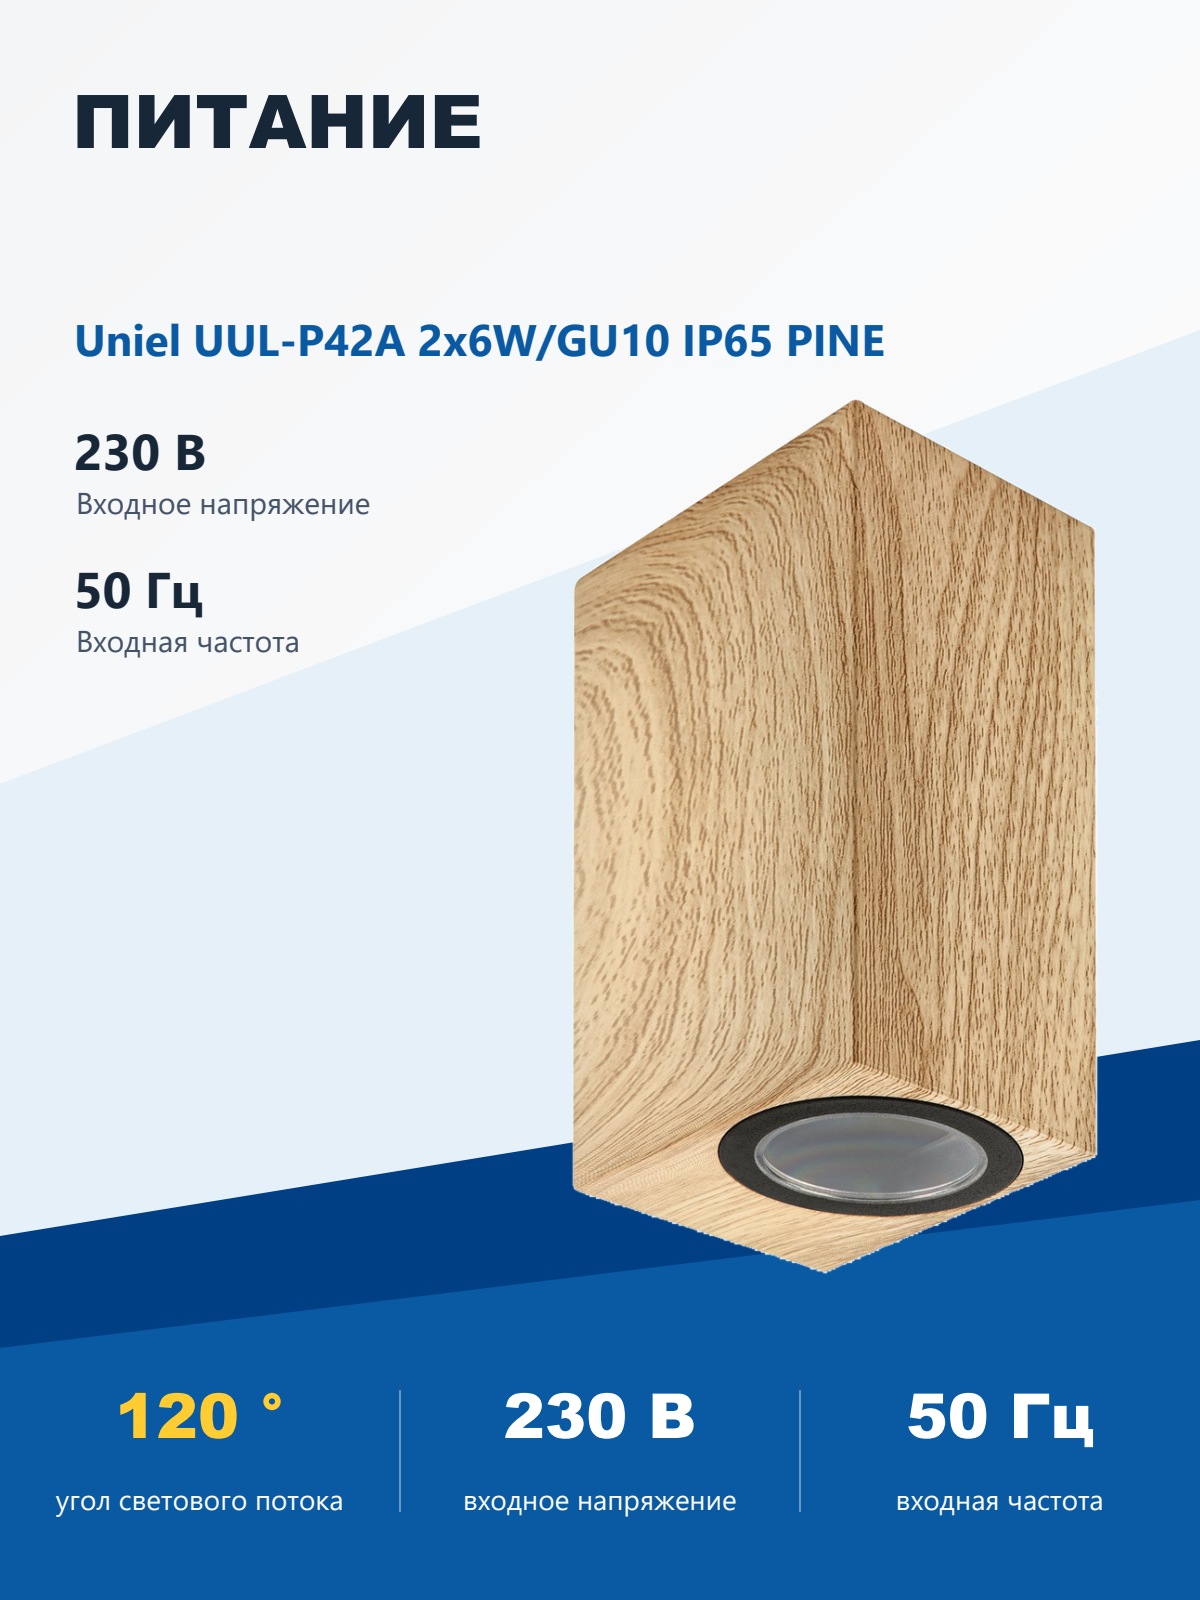 ПИТАНИЕ
Uniel UUL-P42A 2x6W/GU10 IP65 PINE
230 В
Входное напряжение
50 Гц
Входная частота
120 °
230 В
50 Гц
угол светового потока
входное напряжение
входная частота